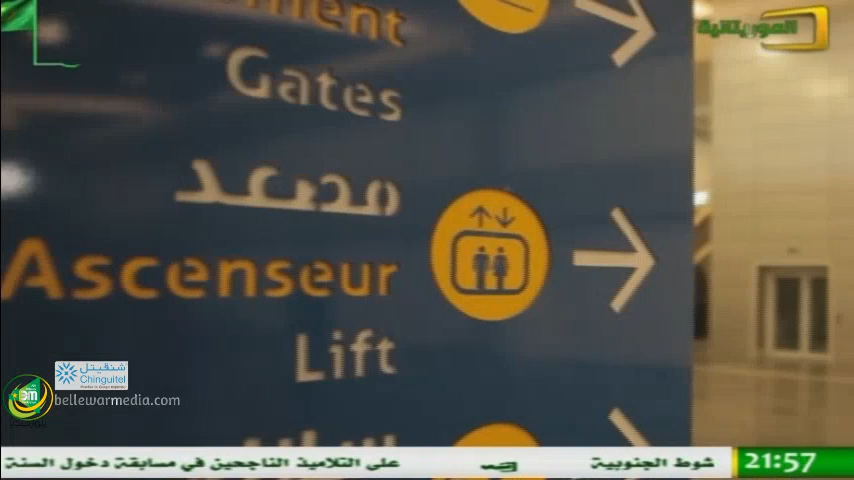 الموريتانية
ment
Gates
مصعد
Ascenseur
Lift
شنقيتل
Chinguitel
bellewarmedia.com
شوط الجنوبية
على التلاميذ الناجحين في مسابقة دخول السنة
21:57